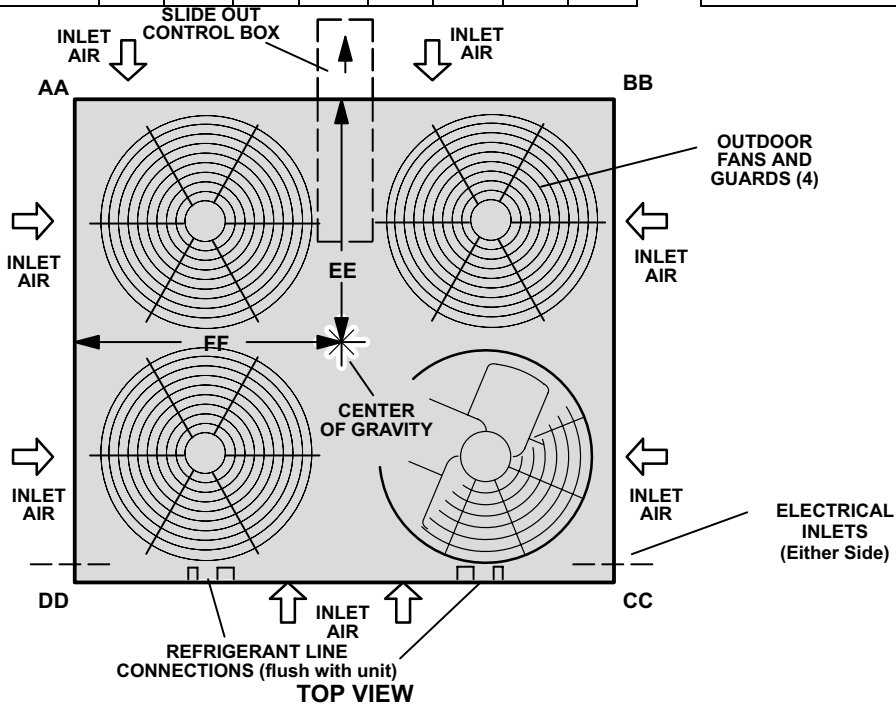 SLIDE OUT
CONTROL BOX
INLET
AIR
INLET
AIR
AA
BB
OUTDOOR
FANS AND
GUARDS (4)
INLET
AIR
EE
INLET
AIR
FF
CENTER
OF GRAVITY
INLET
AIR
INLET
AIR
ELECTRICAL
INLETS
(Either Side)
DD
CC
INLET
AIR
REFRIGERANT LINE
CONNECTIONS (flush with unit)
TOP VIEW